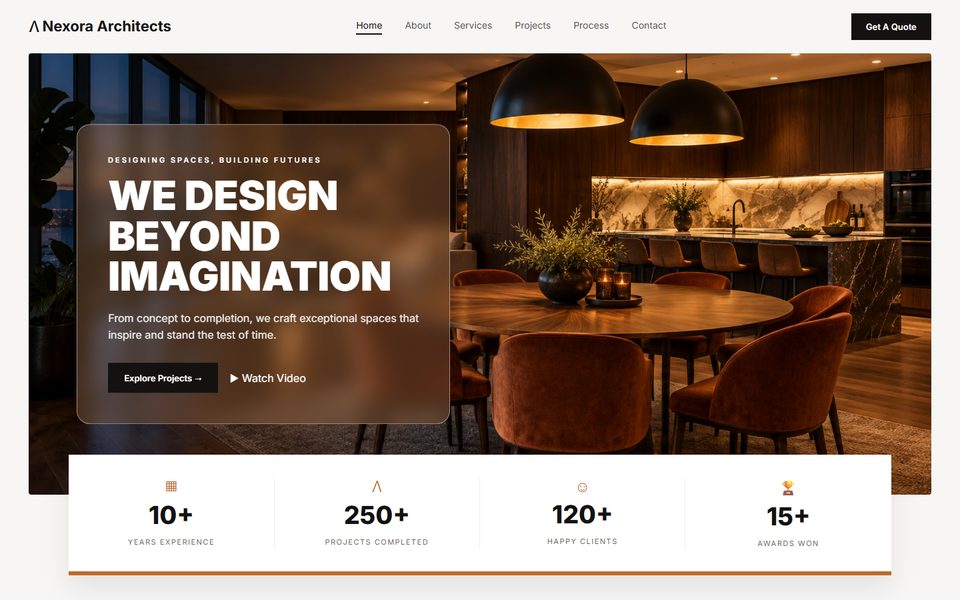 Λ Nexora Architects
Home About Services Projects Process Contact
Get A Quote
DESIGNING SPACES, BUILDING FUTURES
WE DESIGN
BEYOND
IMAGINATION
From concept to completion, we craft exceptional spaces that
inspire and stand the test of time.
Explore Projects →
▶ Watch Video
10+
250+
120+
15+
YEARS EXPERIENCE
PROJECTS COMPLETED
HAPPY CLIENTS
AWARDS WON